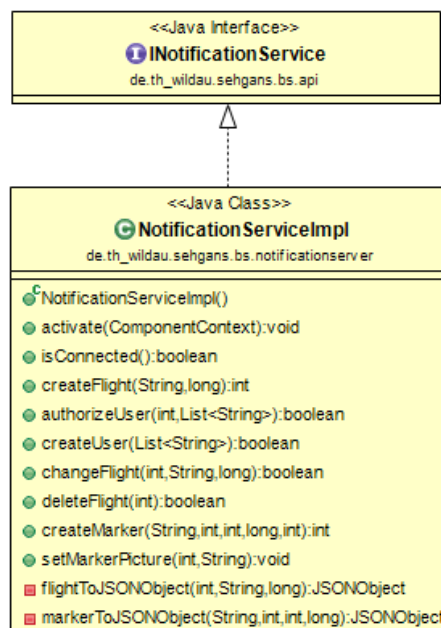 <<Java Interface>>
INotificationService
de.th_wildau.sehgans.bs.api
<<Java Class>>
NotificationServiceImpl
de.th_wildau.sehgans.bs.notificationserver
NotificationServiceImpl()
activate(ComponentContext):void
isConnected():boolean
createFlight(String,long):int
authorizeUser(int,List<String>):boolean
createUser(List<String>):boolean
changeFlight(int,String,long):boolean
deleteFlight(int):boolean
createMarker(String,int,int,long,int):int
setMarkerPicture(int,String):void
flightToJSONObject(int,String,long):JSONObject
markerToJSONObject(String,int,int,long):JSONObject